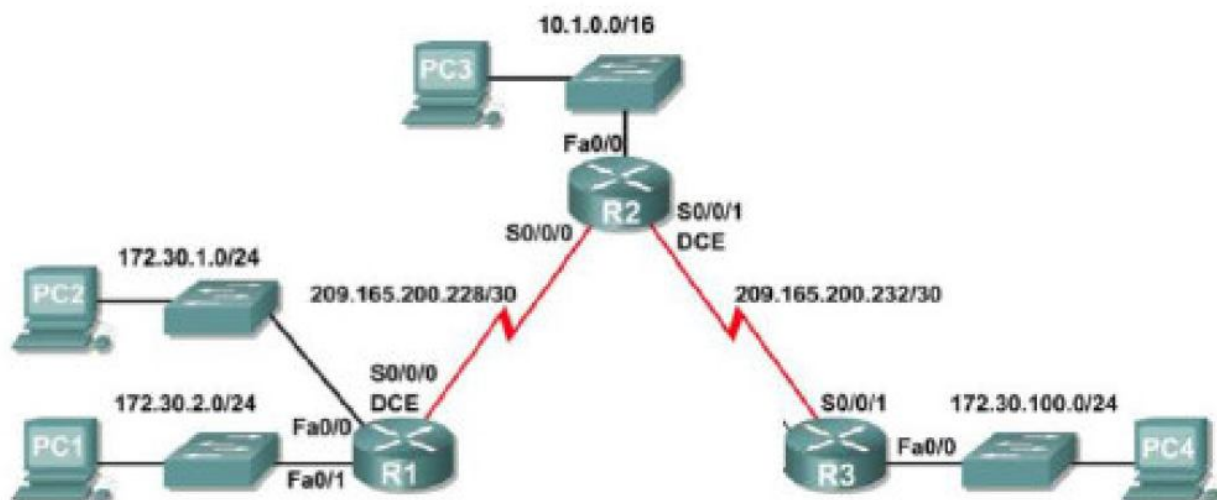 10.1.0.0/16
PC3
Fa0/0
R2
S0/0/1
DCE
S0/0/0
172.30.1.0/24
PC2
209.165.200.228/30
209.165.200.232/30
S0/0/0
DCE
172.30.2.0/24
Fa0/0
S0/0/1
172.30.100.0/24
PC1
Fa0/1
R1
R3
Fa0/0
PC4